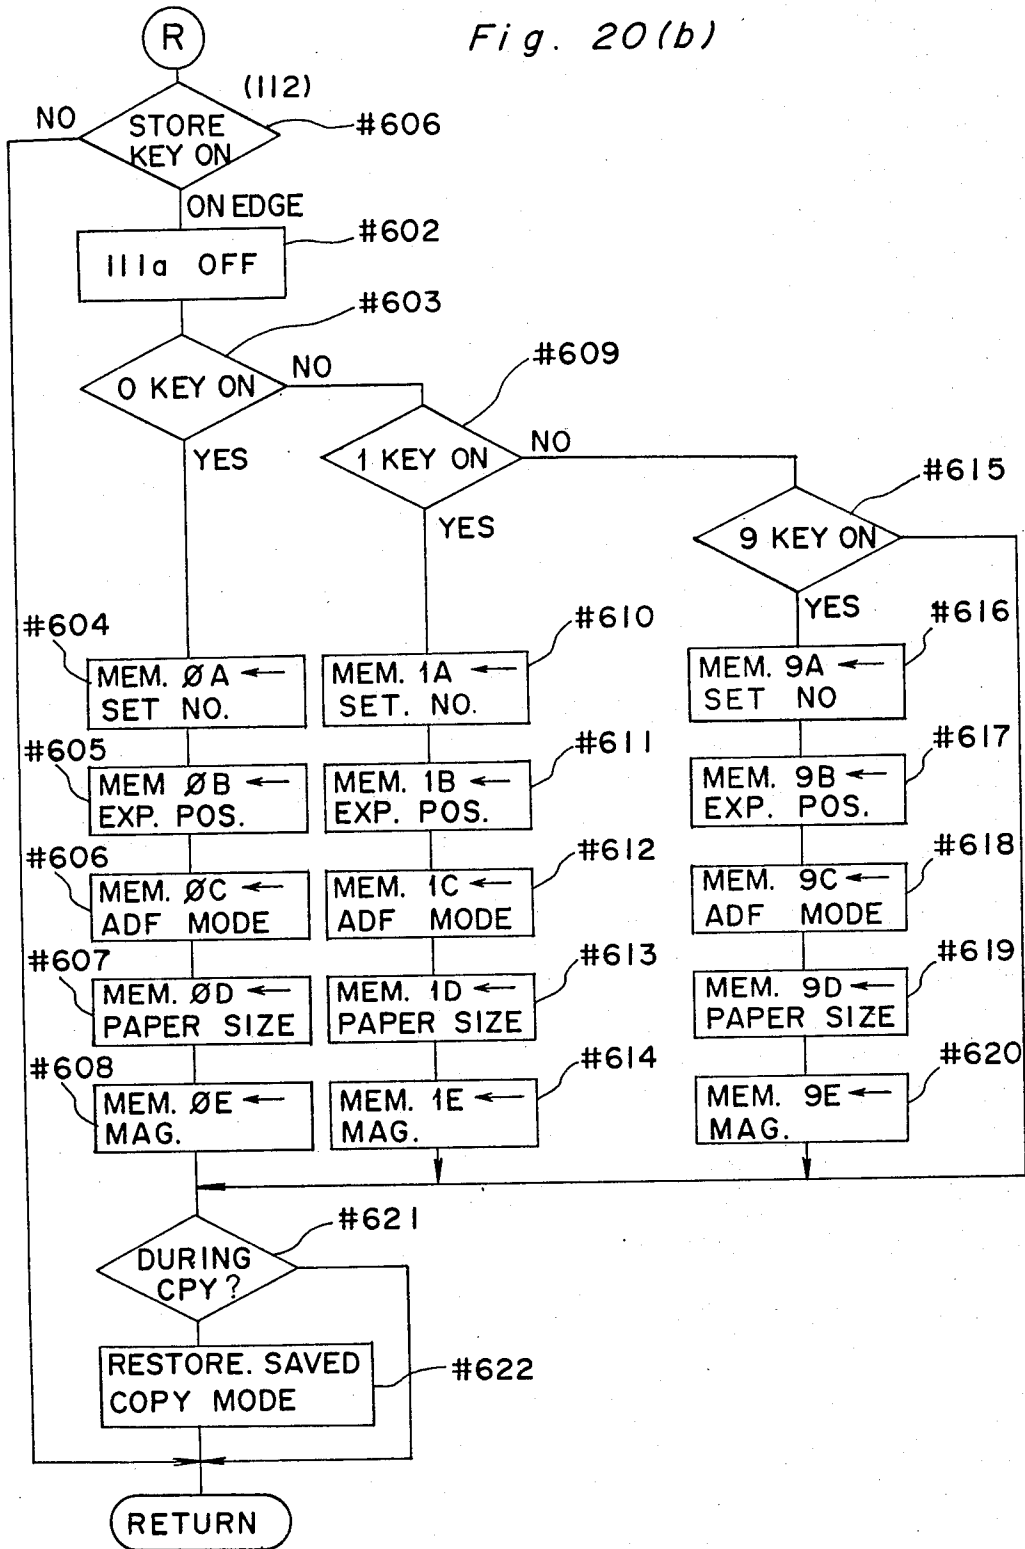 Fig. 20(b)
R
(112)
NO
STORE
KEY ON
#606
ON EDGE
#602
111a OFF
#603
0 KEY ON
NO
#609
YES
1 KEY ON
NO
#615
YES
9 KEY ON
YES
#604
MEM. ØA ←
SET NO.
#610
MEM. 1A ←
SET. NO.
#616
MEM. 9A ←
SET NO
#605
MEM ØB ←
EXP. POS.
#611
MEM. 1B ←
EXP. POS.
#617
MEM. 9B ←
EXP. POS.
#606
MEM. ØC ←
ADF MODE
#612
MEM. 1C ←
ADF MODE
#618
MEM. 9C ←
ADF MODE
#607
MEM. ØD ←
PAPER SIZE
#613
MEM. 1D ←
PAPER SIZE
#619
MEM. 9D ←
PAPER SIZE
#608
MEM. ØE ←
MAG.
#614
MEM. 1E ←
MAG.
#620
MEM. 9E ←
MAG.
#621
DURING
CPY?
RESTORE. SAVED
COPY MODE
#622
RETURN